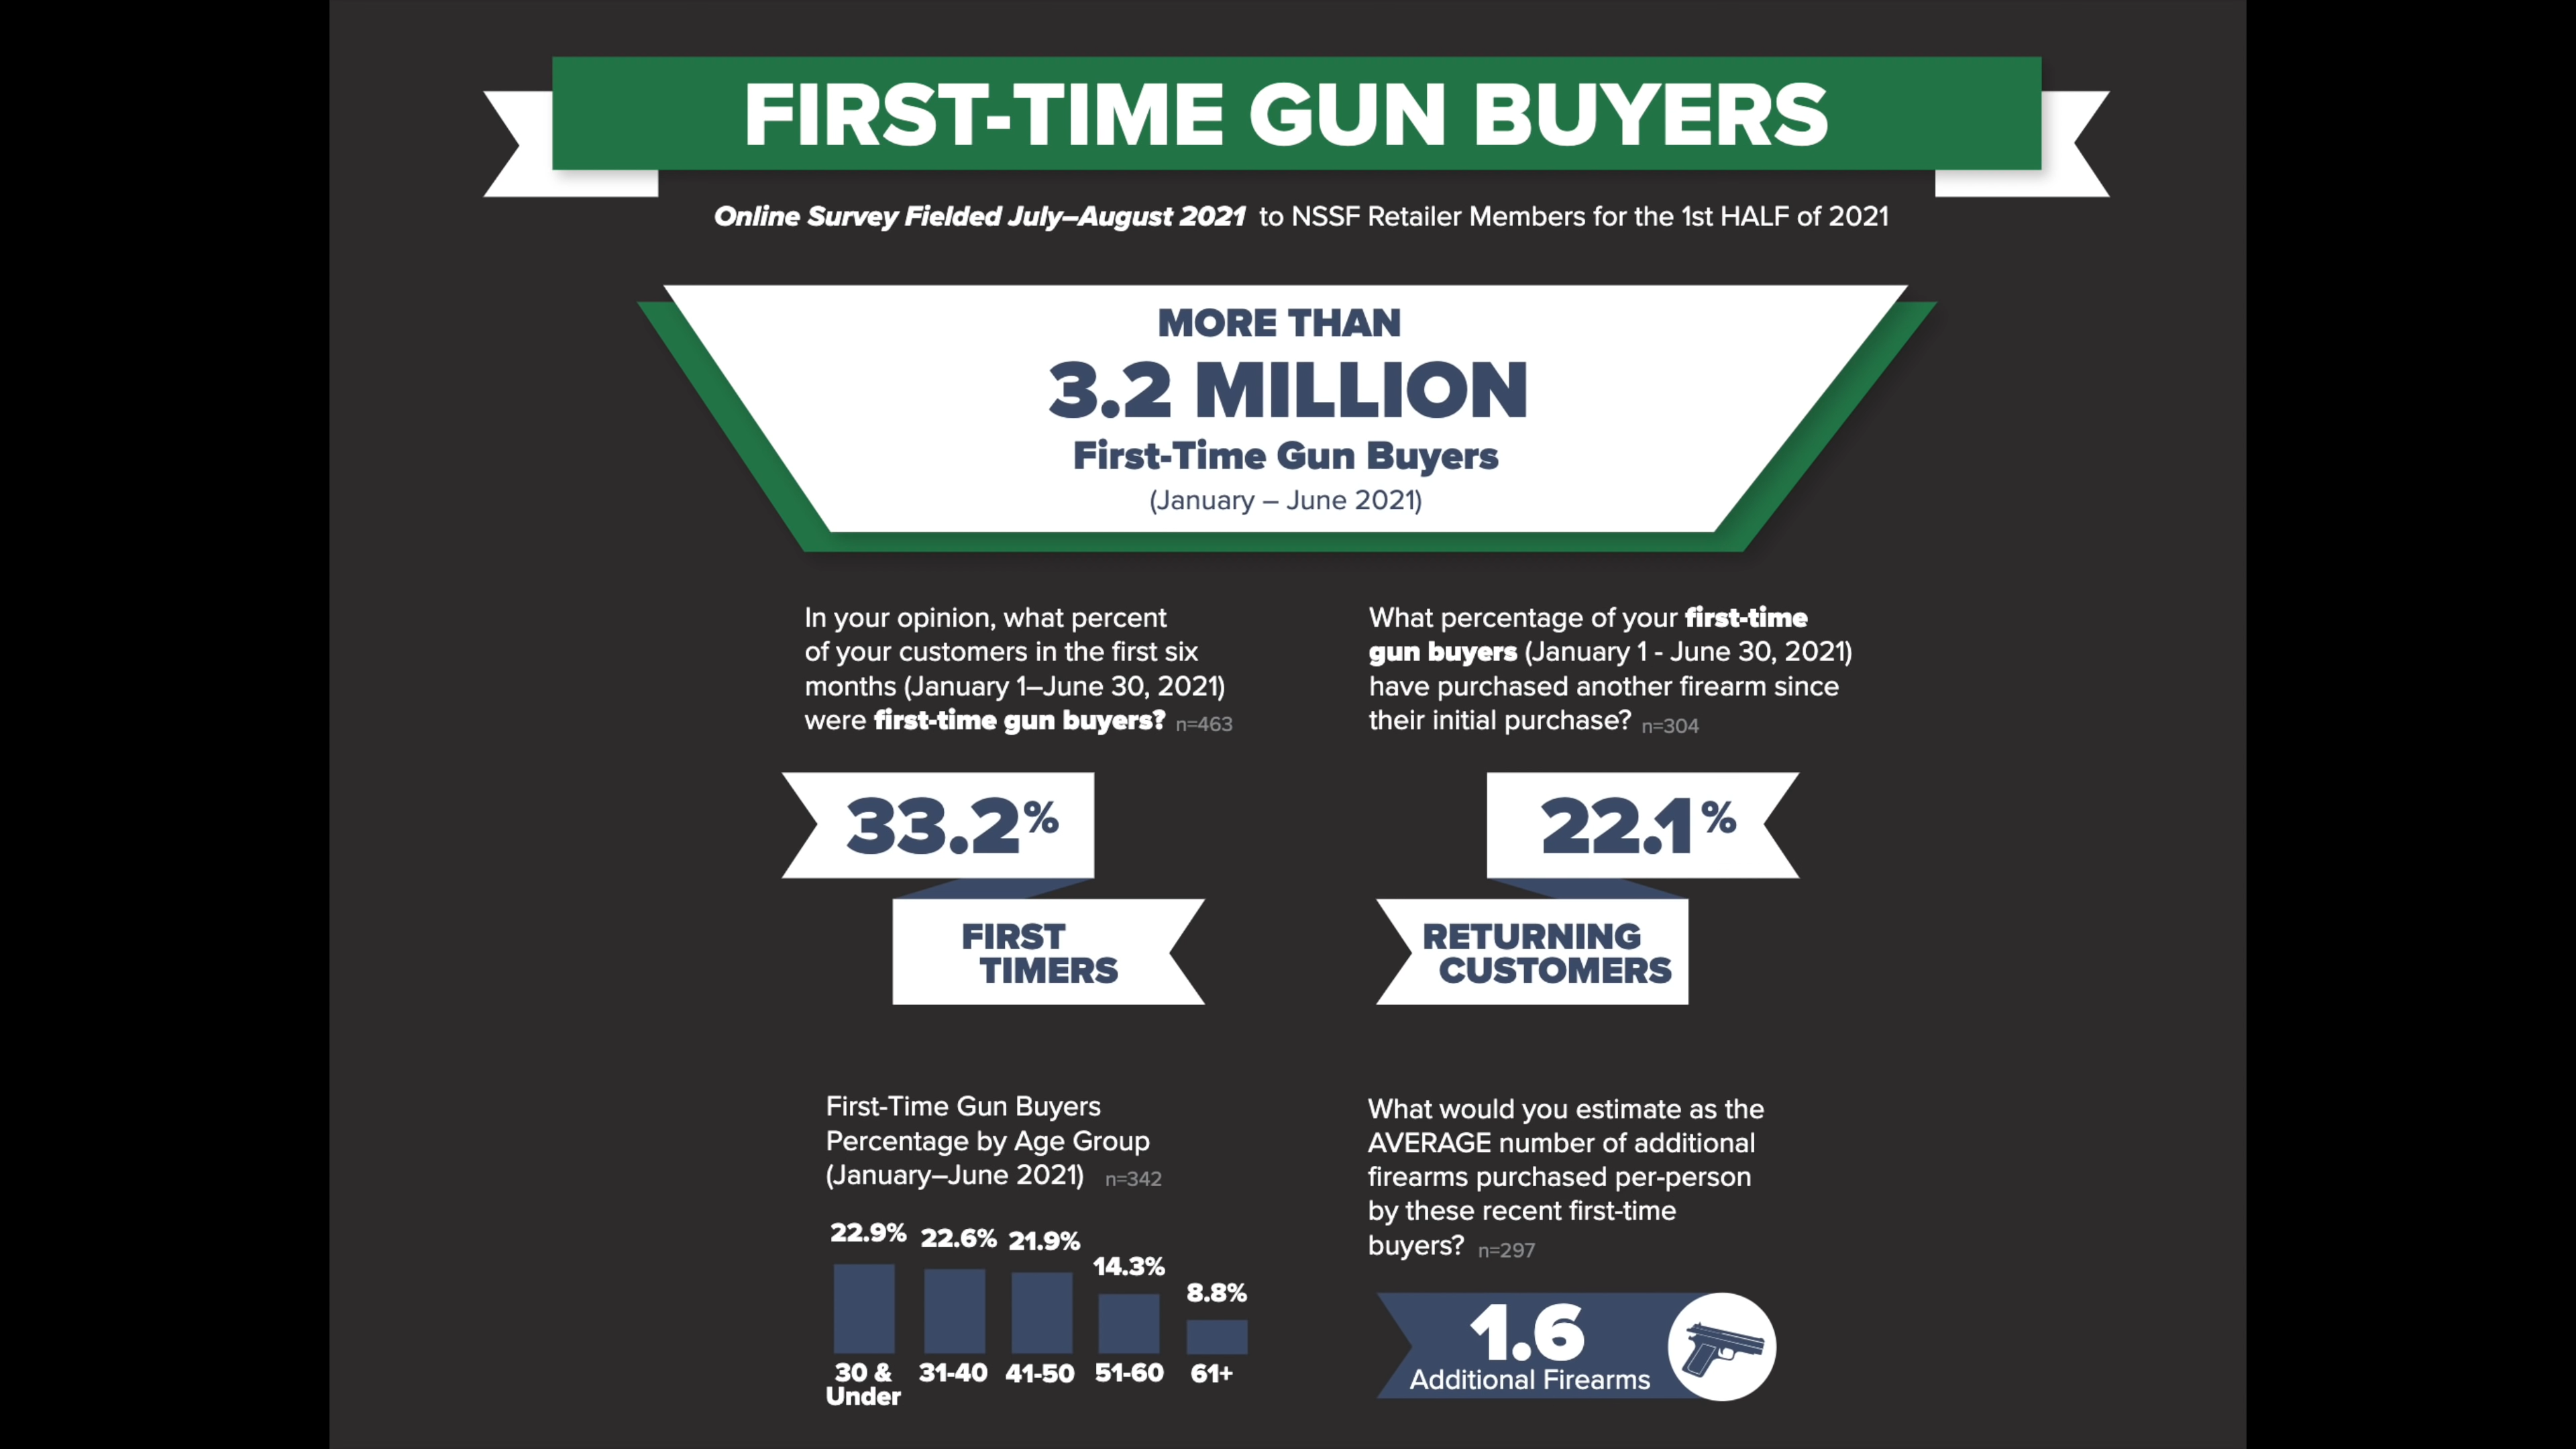 FIRST-TIME GUN BUYERS
Online Survey Fielded July–August 2021 to NSSF Retailer Members for the 1st HALF of 2021
MORE THAN
3.2 MILLION
First-Time Gun Buyers
(January – June 2021)
In your opinion, what percent
of your customers in the first six
months (January 1–June 30, 2021)
were first-time gun buyers? n=463
33.2%
FIRST
TIMERS
What percentage of your first-time
gun buyers (January 1 - June 30, 2021)
have purchased another firearm since
their initial purchase? n=304
22.1%
RETURNING
CUSTOMERS
First-Time Gun Buyers
Percentage by Age Group
(January–June 2021) n=342
22.9% 22.6% 21.9% 14.3% 8.8%
30 & 31-40 41-50 51-60 61+
Under
What would you estimate as the
AVERAGE number of additional
firearms purchased per-person
by these recent first-time
buyers? n=297
1.6
Additional Firearms